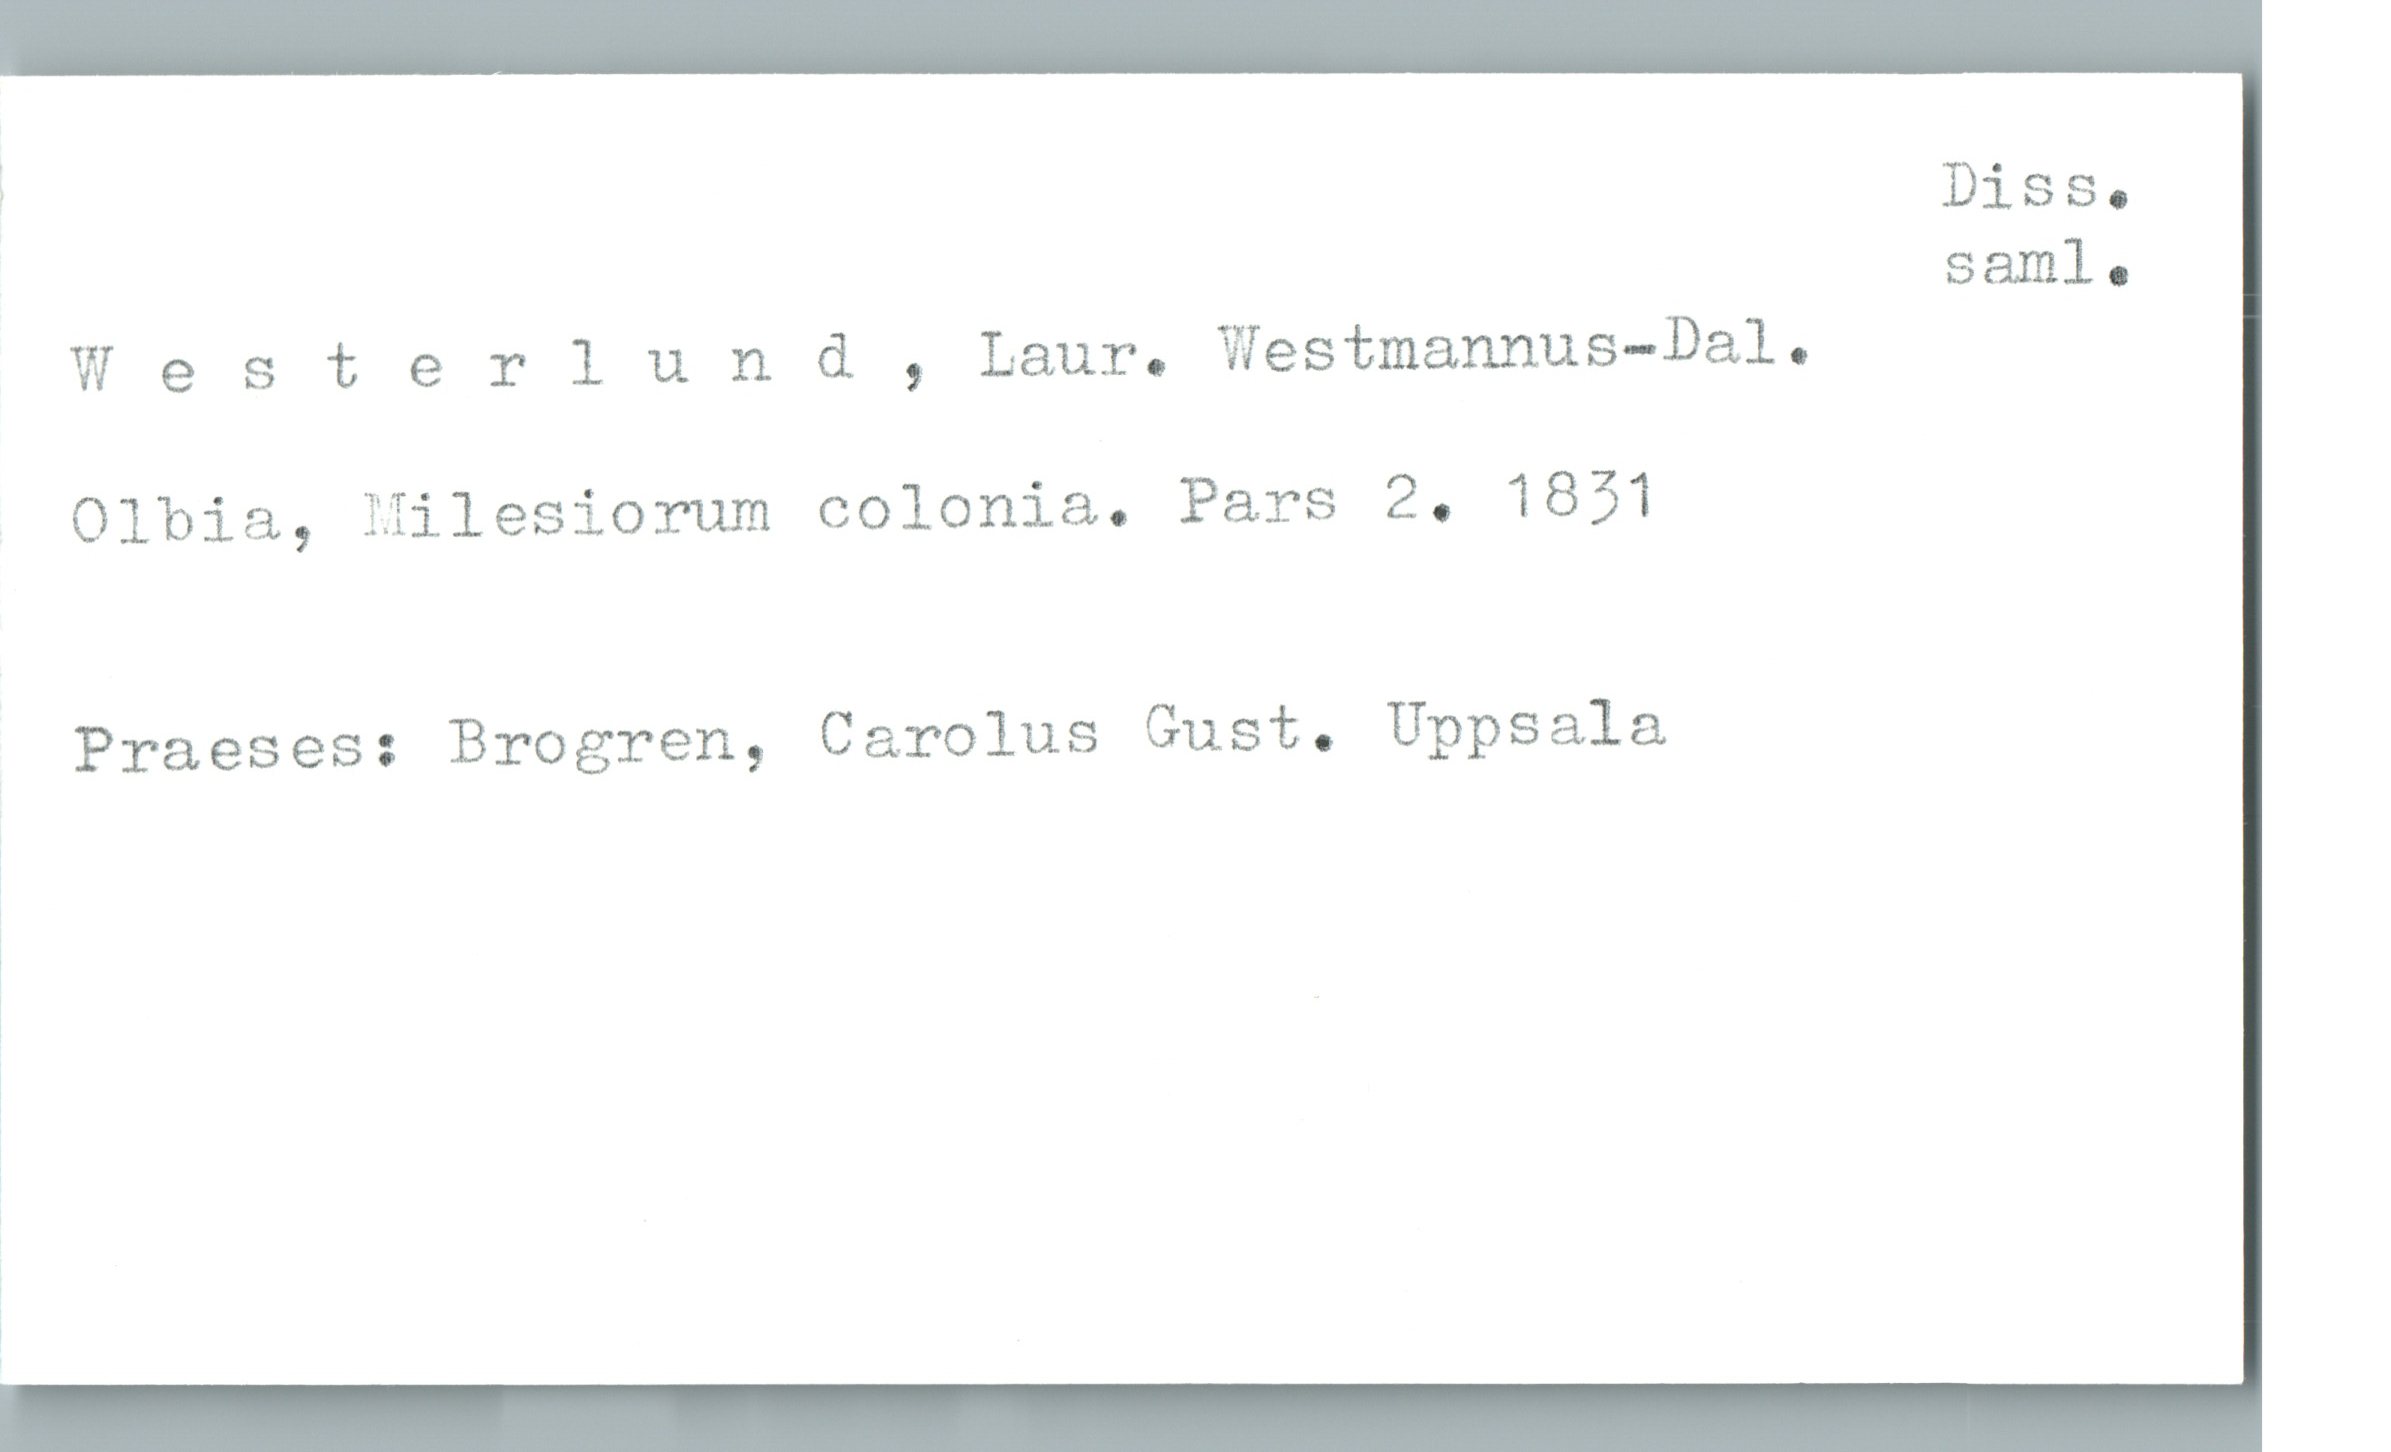 Diss.
saml.
W e s t e r l u n d , Laur. Westmannus-Dal.
Olbia, Milesiorum colonia. Pars 2. 1831
Praeses: Brogren, Carolus Gust. Uppsala